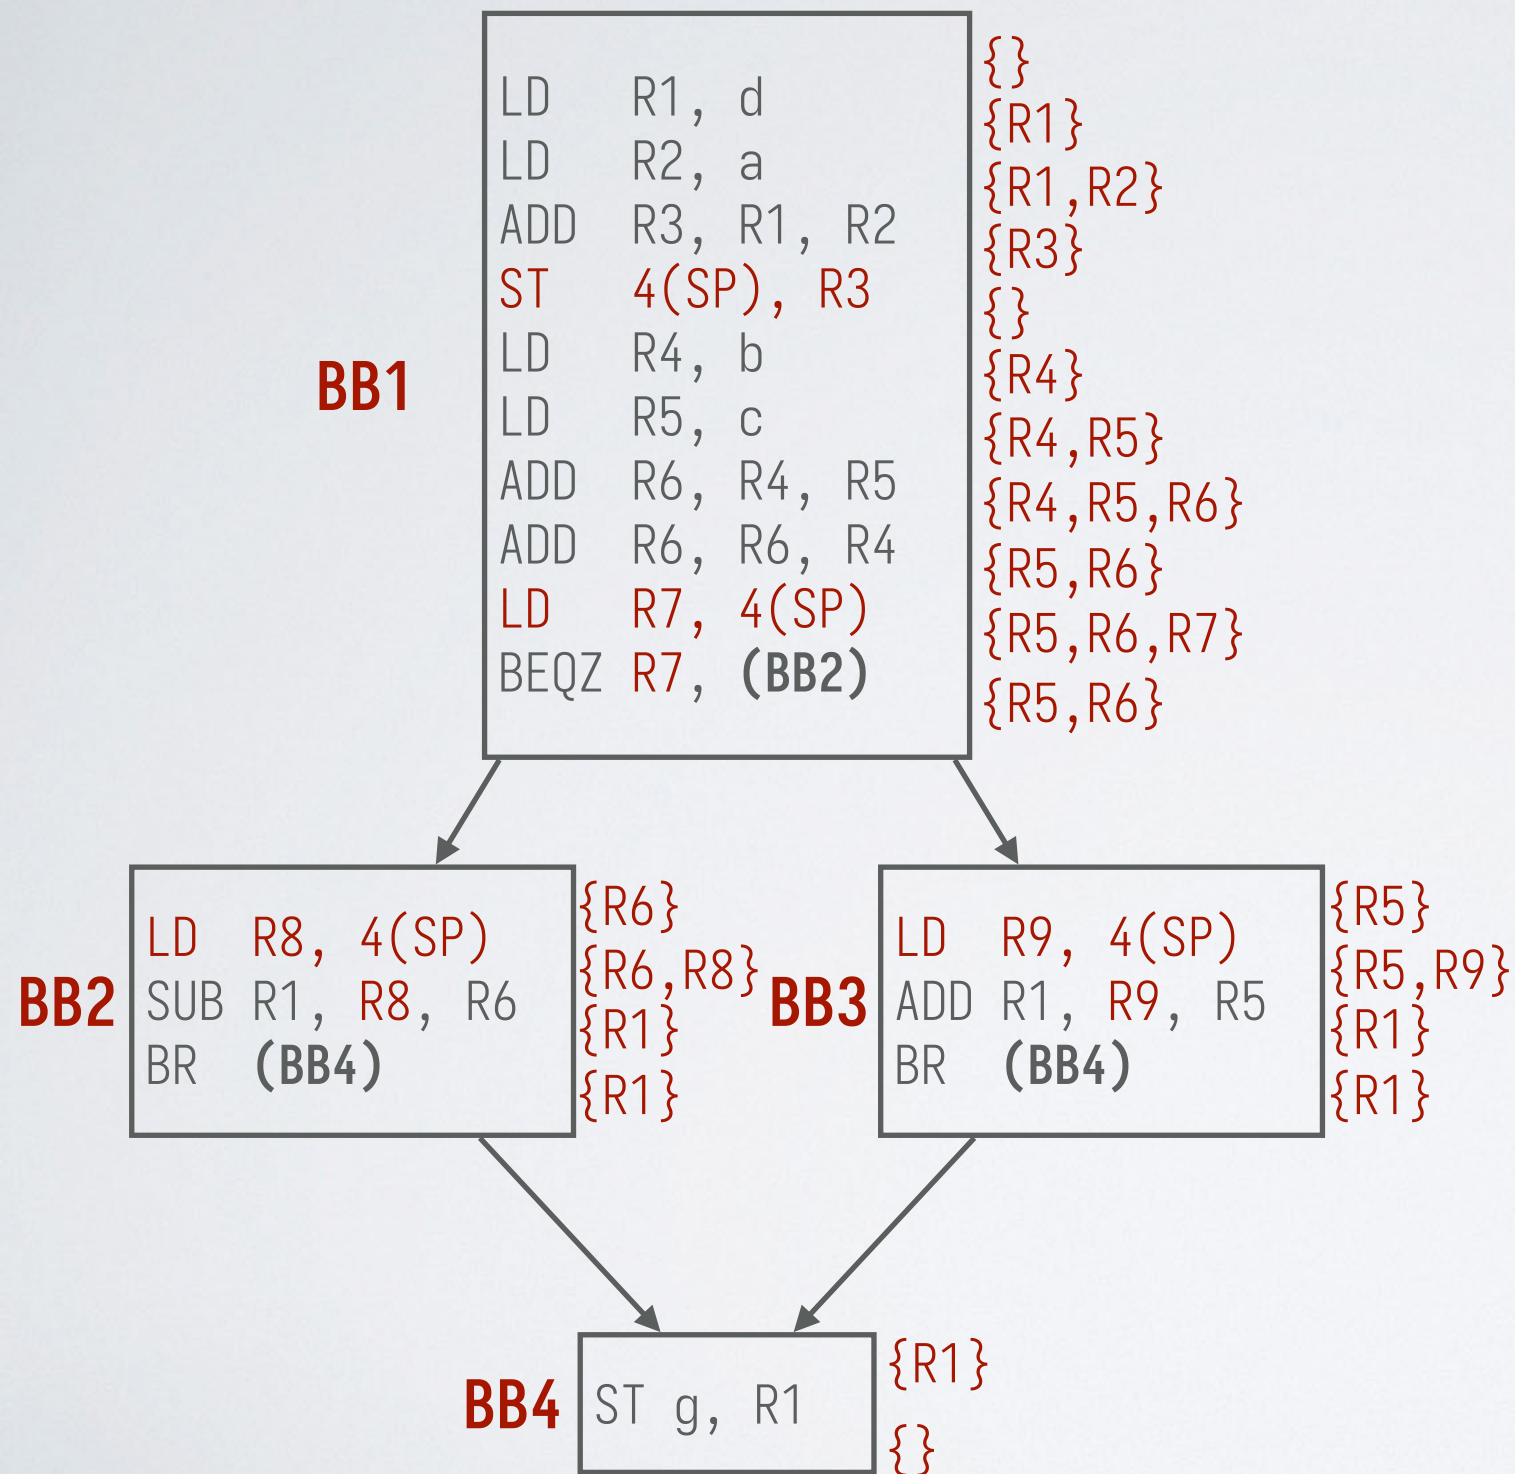 {}
LD R1, d
{R1}
LD R2, a
{R1,R2}
ADD R3, R1, R2
{R3}
ST 4(SP), R3
{}
LD R4, b
{R4}
BB1
LD R5, c
{R4,R5}
ADD R6, R4, R5
{R4,R5,R6}
ADD R6, R6, R4
{R5,R6}
LD R7, 4(SP)
{R5,R6,R7}
BEQZ R7, (BB2)
{R5,R6}
BB2
{R6}
LD R8, 4(SP)
{R6,R8}
SUB R1, R8, R6
{R1}
BR (BB4)
{R1}
BB3
{R5}
LD R9, 4(SP)
{R5,R9}
ADD R1, R9, R5
{R1}
BR (BB4)
{R1}
BB4
{R1}
ST g, R1
{}